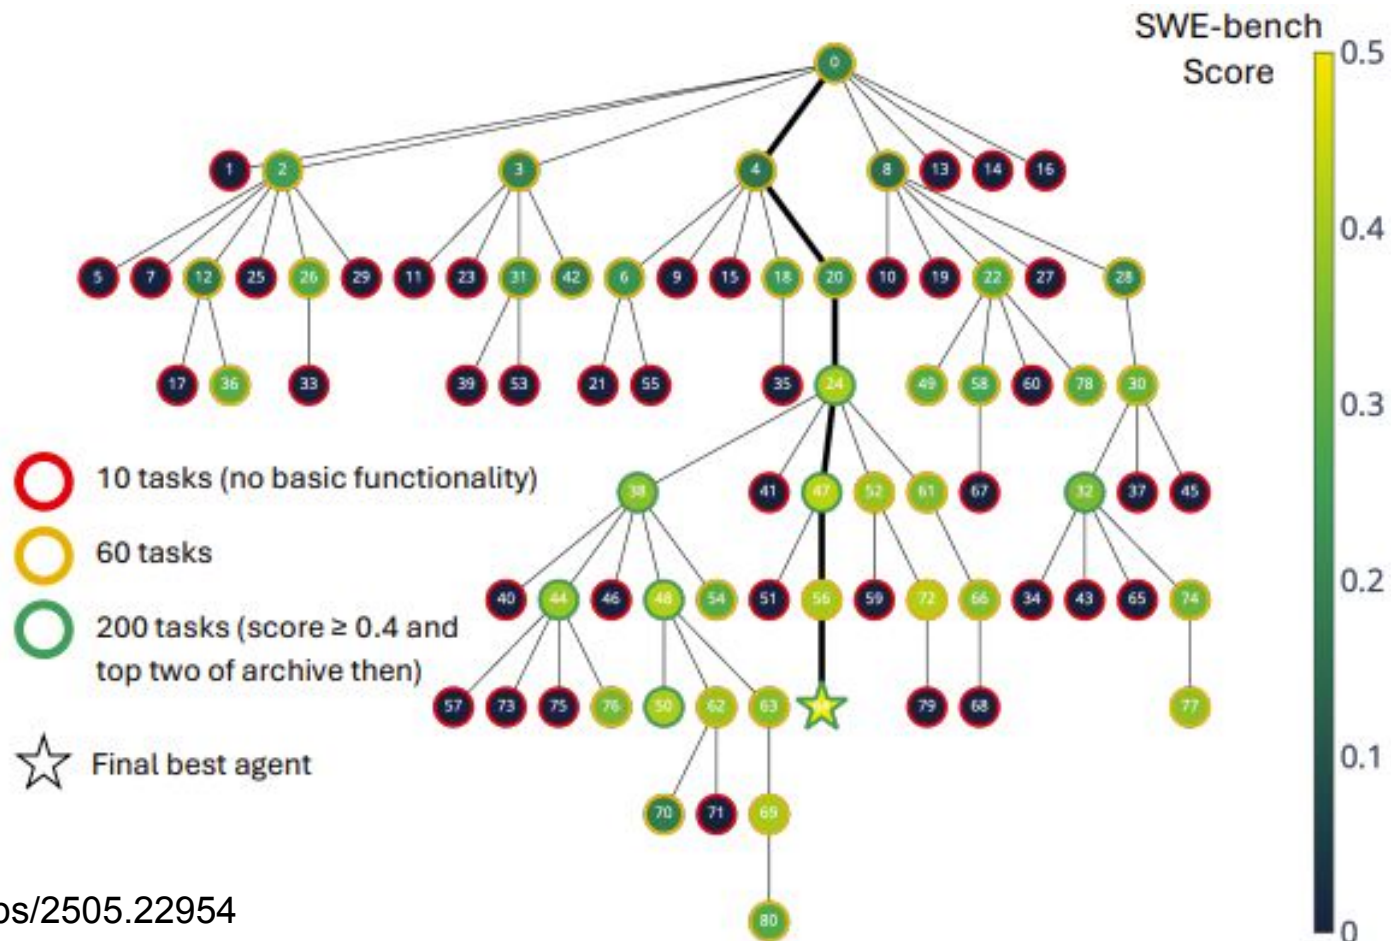 SWE-bench
Score
0.5
0.4
0.3
0.2
0.1
0
0
1 2 3 4 8 13 14 16
5 7 12 25 26 29 11 23 31 42 6 9 15 18 20 10 19 22 27 28
17 36 33 39 53 21 55 35 24 49 58 60 78 30
38 41 47 52 61 67 32 37 45
40 44 46 48 54 51 56 59 72 66 34 43 65 74
57 73 75 76 50 62 63 79 68 77
70 71 69
80
10 tasks (no basic functionality)
60 tasks
200 tasks (score ≥ 0.4 and
top two of archive then)
Final best agent
os/2505.22954